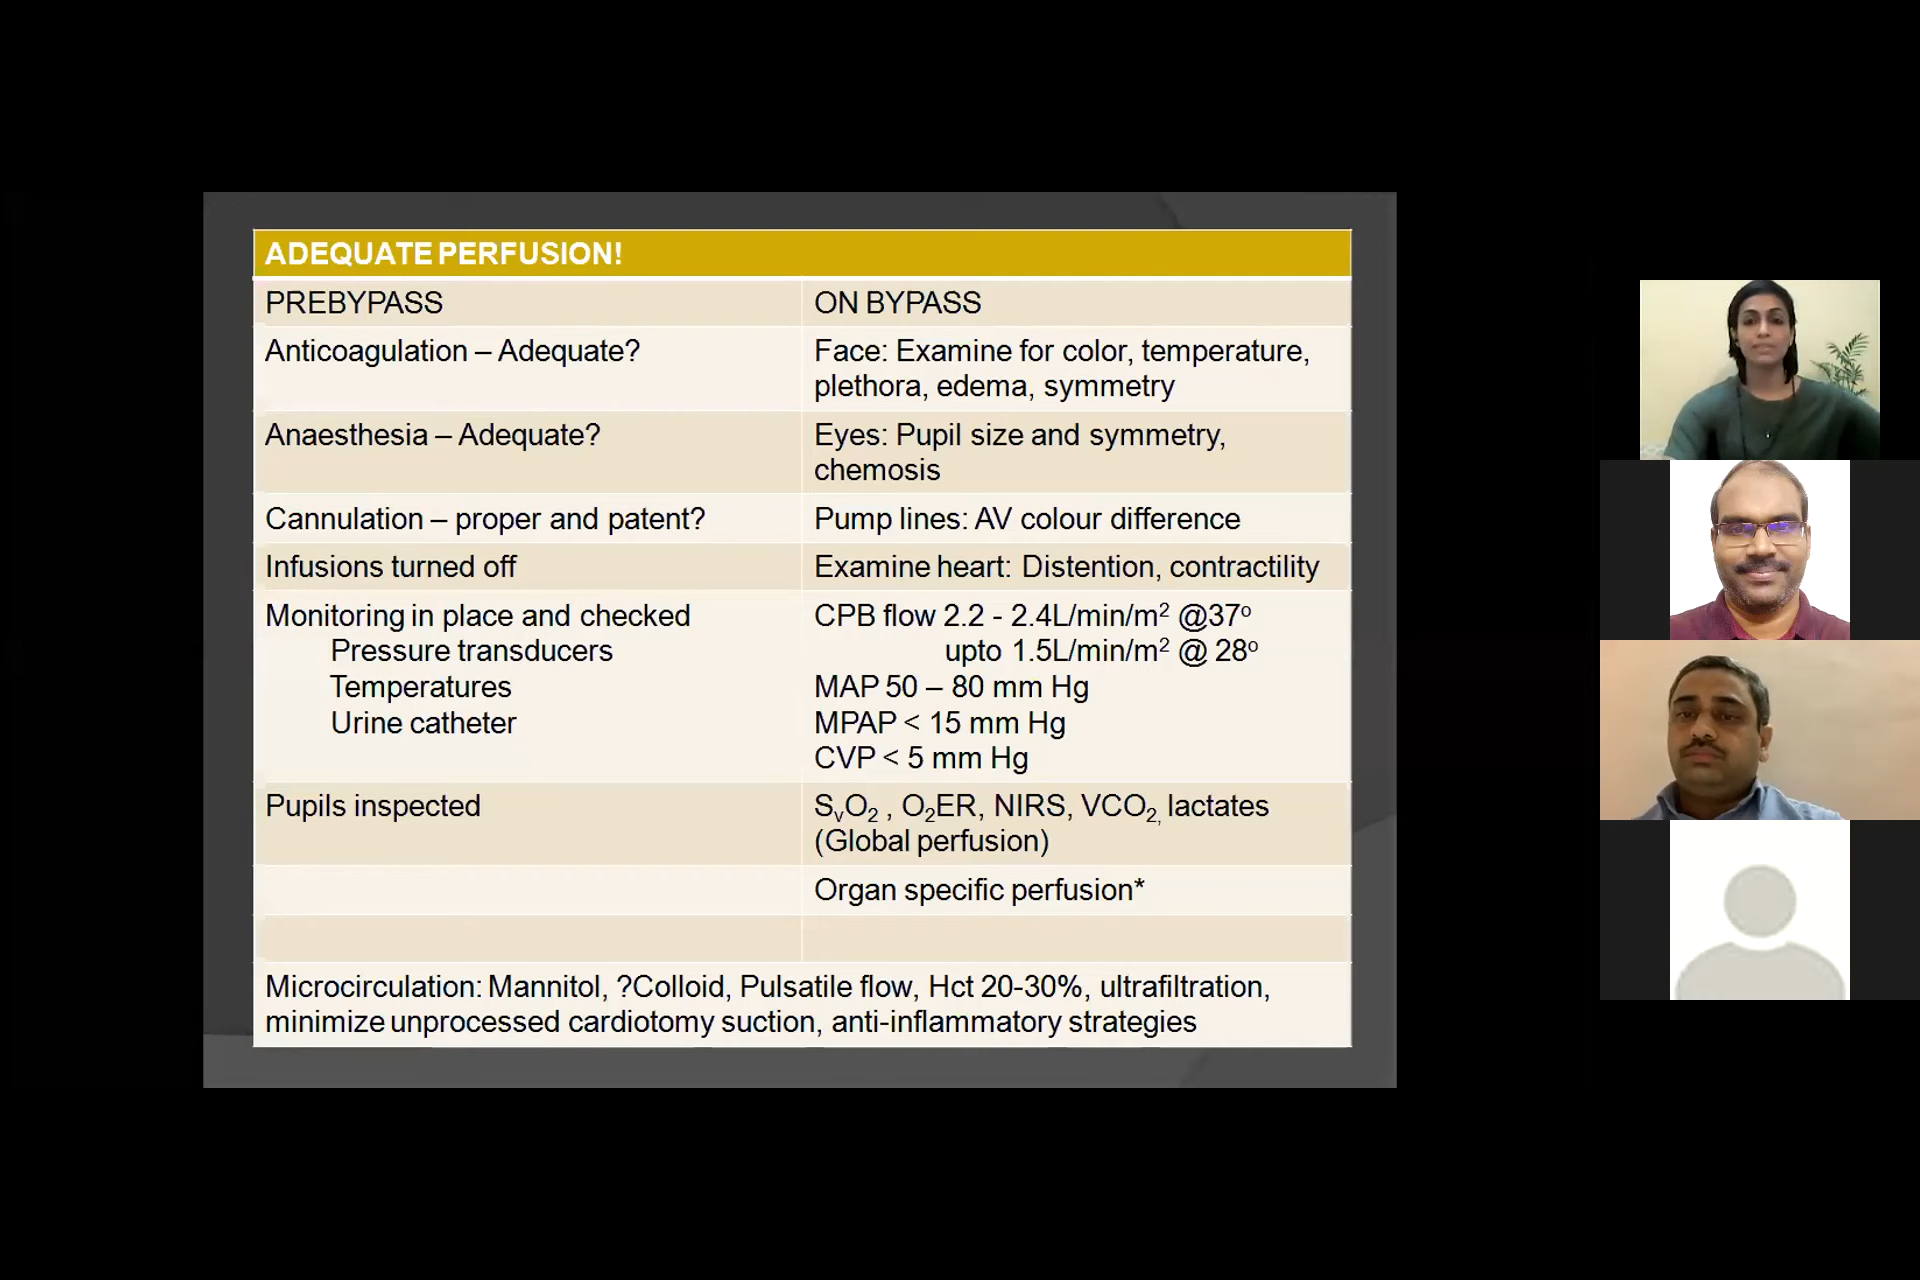 ADEQUATE PERFUSION!
PREBYPASS
ON BYPASS
Anticoagulation – Adequate?
Face: Examine for color, temperature,
plethora, edema, symmetry
Anaesthesia – Adequate?
Eyes: Pupil size and symmetry,
chemosis
Cannulation – proper and patent?
Pump lines: AV colour difference
Infusions turned off
Examine heart: Distention, contractility
Monitoring in place and checked
Pressure transducers
Temperatures
Urine catheter
CPB flow 2.2 - 2.4L/min/m² @37º
upto 1.5L/min/m² @ 28º
MAP 50 – 80 mm Hg
MPAP < 15 mm Hg
CVP < 5 mm Hg
Pupils inspected
SᵥO₂ , O₂ER, NIRS, VCO₂, lactates
(Global perfusion)
Organ specific perfusion*
Microcirculation: Mannitol, ?Colloid, Pulsatile flow, Hct 20-30%, ultrafiltration,
minimize unprocessed cardiotomy suction, anti-inflammatory strategies